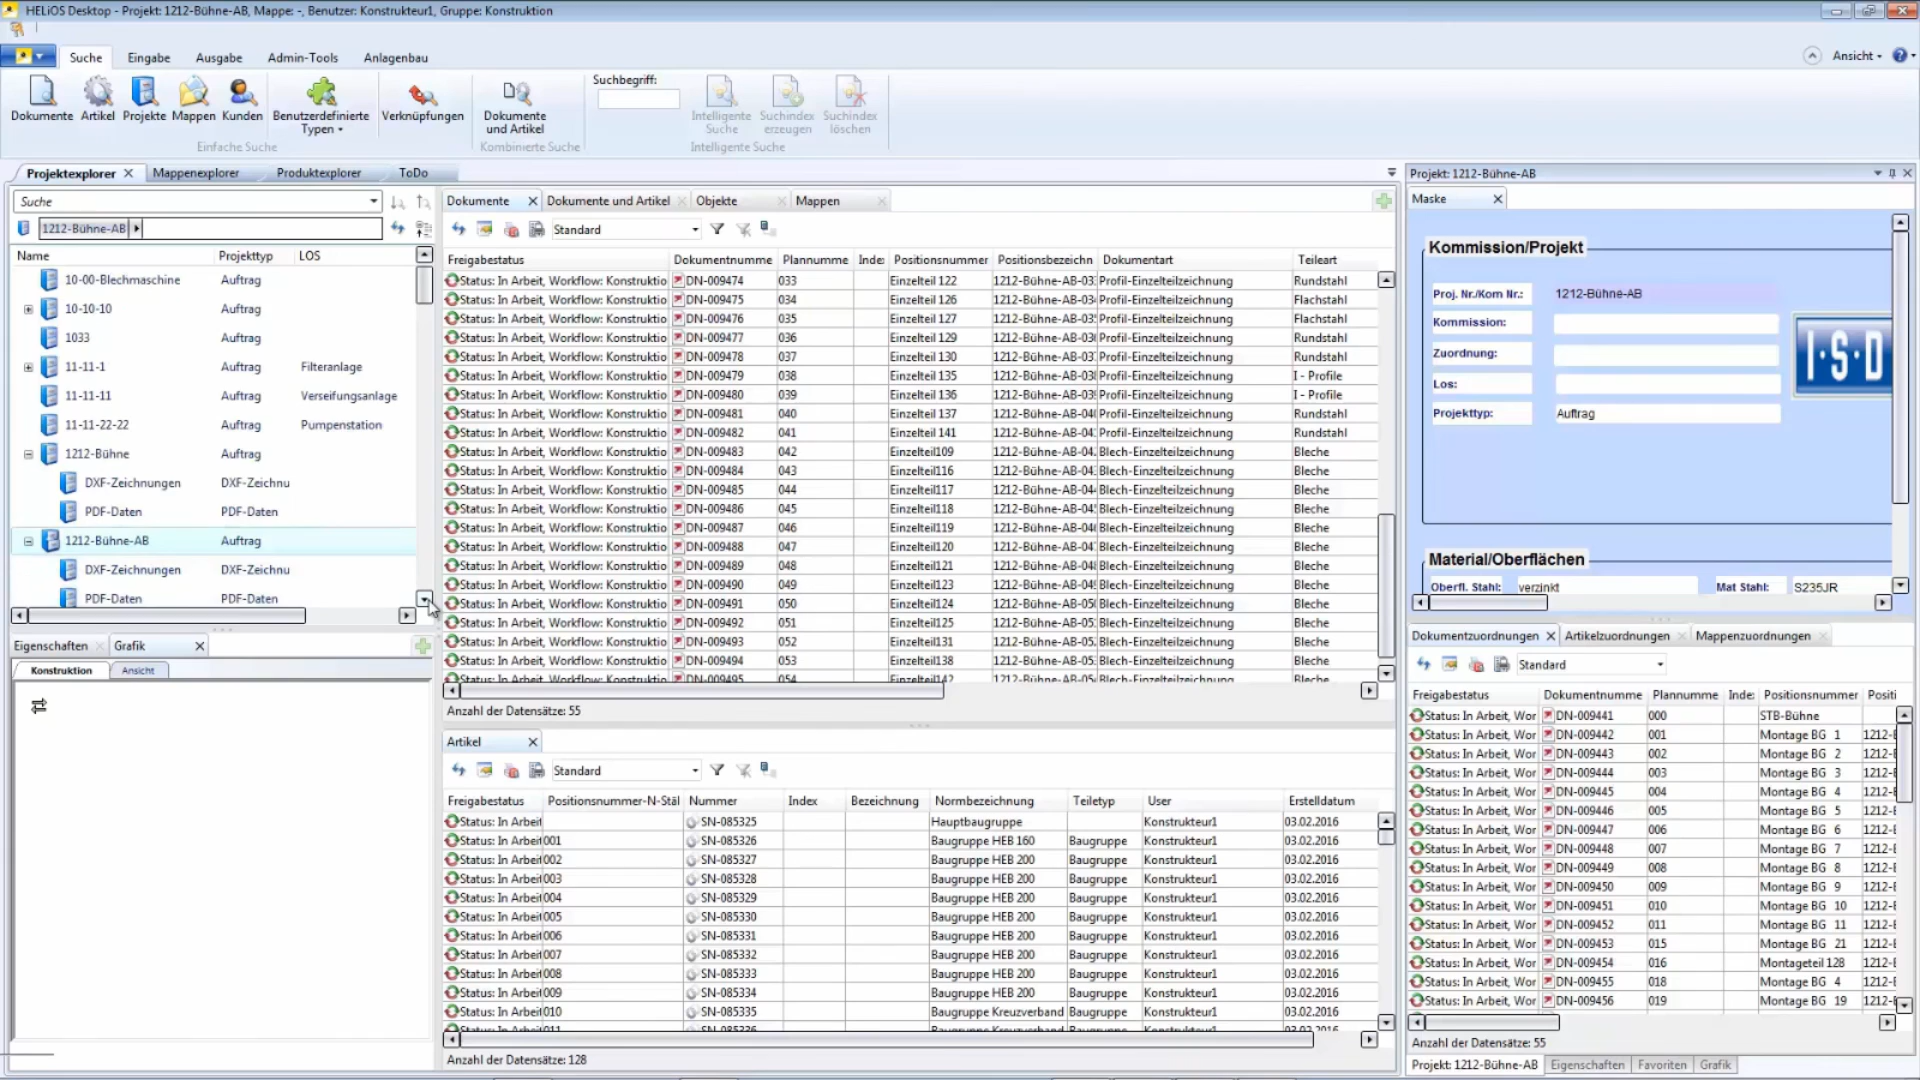 HELiOS Desktop - Projekt: 1212-Bühne-AB, Mappe: -, Benutzer: Konstrukteur1, Gruppe: Konstruktion
Suche Eingabe Ausgabe Admin-Tools Anlagenbau Ansicht
Dokumente Artikel Projekte Mappen Kunden Benutzerdefinierte Typen Verknüpfungen Dokumente und Artikel Suchbegriff: Intelligente Suche Suchindex erzeugen Suchindex löschen
Einfache Suche Kombinierte Suche Intelligente Suche
Projektexplorer Mappenexplorer Produktexplorer ToDo
Suche
1212-Bühne-AB
Name Projekttyp LOS
10-00-Blechmaschine Auftrag
10-10-10 Auftrag
1033 Auftrag
11-11-1 Auftrag Filteranlage
11-11-11 Auftrag Verseifungsanlage
11-11-22-22 Auftrag Pumpenstation
1212-Bühne Auftrag
DXF-Zeichnungen DXF-Zeichnu
PDF-Daten PDF-Daten
1212-Bühne-AB Auftrag
DXF-Zeichnungen DXF-Zeichnu
PDF-Daten PDF-Daten
Eigenschaften Grafik
Konstruktion Ansicht
Dokumente Dokumente und Artikel Objekte Mappen
Standard
Freigabestatus Dokumentnumme Plannumme Inde: Positionsnummer Positionsbezeichn Dokumentart Teileart
Status: In Arbeit, Workflow: Konstruktio DN-009474 033 Einzelteil 122 1212-Bühne-AB-03: Profil-Einzelteilzeichnung Rundstahl
Status: In Arbeit, Workflow: Konstruktio DN-009475 034 Einzelteil 126 1212-Bühne-AB-034 Profil-Einzelteilzeichnung Flachstahl
Status: In Arbeit, Workflow: Konstruktio DN-009476 035 Einzelteil 127 1212-Bühne-AB-03! Profil-Einzelteilzeichnung Flachstahl
Status: In Arbeit, Workflow: Konstruktio DN-009477 036 Einzelteil 129 1212-Bühne-AB-03( Profil-Einzelteilzeichnung Rundstahl
Status: In Arbeit, Workflow: Konstruktio DN-009478 037 Einzelteil 130 1212-Bühne-AB-03: Profil-Einzelteilzeichnung Rundstahl
Status: In Arbeit, Workflow: Konstruktio DN-009479 038 Einzelteil 135 1212-Bühne-AB-03( Profil-Einzelteilzeichnung I - Profile
Status: In Arbeit, Workflow: Konstruktio DN-009480 039 Einzelteil 136 1212-Bühne-AB-03! Profil-Einzelteilzeichnung I - Profile
Status: In Arbeit, Workflow: Konstruktio DN-009481 040 Einzelteil 137 1212-Bühne-AB-04( Profil-Einzelteilzeichnung Rundstahl
Status: In Arbeit, Workflow: Konstruktio DN-009482 041 Einzelteil 141 1212-Bühne-AB-04: Profil-Einzelteilzeichnung Rundstahl
Status: In Arbeit, Workflow: Konstruktio DN-009483 042 Einzelteil109 1212-Bühne-AB-04: Blech-Einzelteilzeichnung Bleche
Status: In Arbeit, Workflow: Konstruktio DN-009484 043 Einzelteil116 1212-Bühne-AB-04: Blech-Einzelteilzeichnung Bleche
Status: In Arbeit, Workflow: Konstruktio DN-009485 044 Einzelteil117 1212-Bühne-AB-044 Blech-Einzelteilzeichnung Bleche
Status: In Arbeit, Workflow: Konstruktio DN-009486 045 Einzelteil118 1212-Bühne-AB-04! Blech-Einzelteilzeichnung Bleche
Status: In Arbeit, Workflow: Konstruktio DN-009487 046 Einzelteil119 1212-Bühne-AB-04( Blech-Einzelteilzeichnung Bleche
Status: In Arbeit, Workflow: Konstruktio DN-009488 047 Einzelteil120 1212-Bühne-AB-04: Blech-Einzelteilzeichnung Bleche
Status: In Arbeit, Workflow: Konstruktio DN-009489 048 Einzelteil121 1212-Bühne-AB-04( Blech-Einzelteilzeichnung Bleche
Status: In Arbeit, Workflow: Konstruktio DN-009490 049 Einzelteil123 1212-Bühne-AB-04! Blech-Einzelteilzeichnung Bleche
Status: In Arbeit, Workflow: Konstruktio DN-009491 050 Einzelteil124 1212-Bühne-AB-05( Blech-Einzelteilzeichnung Bleche
Status: In Arbeit, Workflow: Konstruktio DN-009492 051 Einzelteil125 1212-Bühne-AB-05: Blech-Einzelteilzeichnung Bleche
Status: In Arbeit, Workflow: Konstruktio DN-009493 052 Einzelteil131 1212-Bühne-AB-05: Blech-Einzelteilzeichnung Bleche
Status: In Arbeit, Workflow: Konstruktio DN-009494 053 Einzelteil138 1212-Bühne-AB-05: Blech-Einzelteilzeichnung Bleche
Status: In Arbeit, Workflow: Konstruktio DN-009495 054 Einzelteil142 1212-Bühne-AB-054 Blech-Einzelteilzeichnung Bleche
Anzahl der Datensätze: 55
Artikel
Standard
Freigabestatus Positionsnummer-N-Stäl Nummer Index Bezeichnung Normbezeichnung Teiletyp User Erstelldatum
Status: In Arbeit SN-085325 Hauptbaugruppe Konstrukteur1 03.02.2016
Status: In Arbeit 001 SN-085326 Baugruppe HEB 160 Baugruppe Konstrukteur1 03.02.2016
Status: In Arbeit 002 SN-085327 Baugruppe HEB 200 Baugruppe Konstrukteur1 03.02.2016
Status: In Arbeit 003 SN-085328 Baugruppe HEB 200 Baugruppe Konstrukteur1 03.02.2016
Status: In Arbeit 004 SN-085329 Baugruppe HEB 200 Baugruppe Konstrukteur1 03.02.2016
Status: In Arbeit 005 SN-085330 Baugruppe HEB 200 Baugruppe Konstrukteur1 03.02.2016
Status: In Arbeit 006 SN-085331 Baugruppe HEB 200 Baugruppe Konstrukteur1 03.02.2016
Status: In Arbeit 007 SN-085332 Baugruppe HEB 200 Baugruppe Konstrukteur1 03.02.2016
Status: In Arbeit 008 SN-085333 Baugruppe HEB 200 Baugruppe Konstrukteur1 03.02.2016
Status: In Arbeit 009 SN-085334 Baugruppe HEB 200 Baugruppe Konstrukteur1 03.02.2016
Status: In Arbeit 010 SN-085335 Baugruppe Kreuzverband Baugruppe Konstrukteur1 03.02.2016
Status: In Arbeit 011 SN-085336 Baugruppe Kreuzverband Baugruppe Konstrukteur1 03.02.2016
Anzahl der Datensätze: 128
Projekt: 1212-Bühne-AB
Maske
Kommission/Projekt
Proj. Nr./Kom Nr.: 1212-Bühne-AB
Kommission:
Zuordnung:
Los:
Projekttyp: Auftrag
I·S·D
Material/Oberflächen
Oberfl. Stahl: verzinkt Mat Stahl: S235JR
Dokumentzuordnungen Artikelzuordnungen Mappenzuordnungen
Standard
Freigabestatus Dokumentnumme Plannumme Inde: Positionsnummer Positi
Status: In Arbeit, Wor DN-009441 000 STB-Bühne
Status: In Arbeit, Wor DN-009442 001 Montage BG 1 1212-E
Status: In Arbeit, Wor DN-009443 002 Montage BG 2 1212-E
Status: In Arbeit, Wor DN-009444 003 Montage BG 3 1212-E
Status: In Arbeit, Wor DN-009445 004 Montage BG 4 1212-E
Status: In Arbeit, Wor DN-009446 005 Montage BG 5 1212-E
Status: In Arbeit, Wor DN-009447 006 Montage BG 6 1212-E
Status: In Arbeit, Wor DN-009448 007 Montage BG 7 1212-E
Status: In Arbeit, Wor DN-009449 008 Montage BG 8 1212-E
Status: In Arbeit, Wor DN-009450 009 Montage BG 9 1212-E
Status: In Arbeit, Wor DN-009451 010 Montage BG 10 1212-E
Status: In Arbeit, Wor DN-009452 011 Montage BG 11 1212-E
Status: In Arbeit, Wor DN-009453 015 Montage BG 21 1212-E
Status: In Arbeit, Wor DN-009454 016 Montageteil 128 1212-E
Status: In Arbeit, Wor DN-009455 018 Montage BG 4 1212-E
Status: In Arbeit, Wor DN-009456 019 Montage BG 19 1212-E
Anzahl der Datensätze: 55
Projekt: 1212-Bühne-AB Eigenschaften Favoriten Grafik